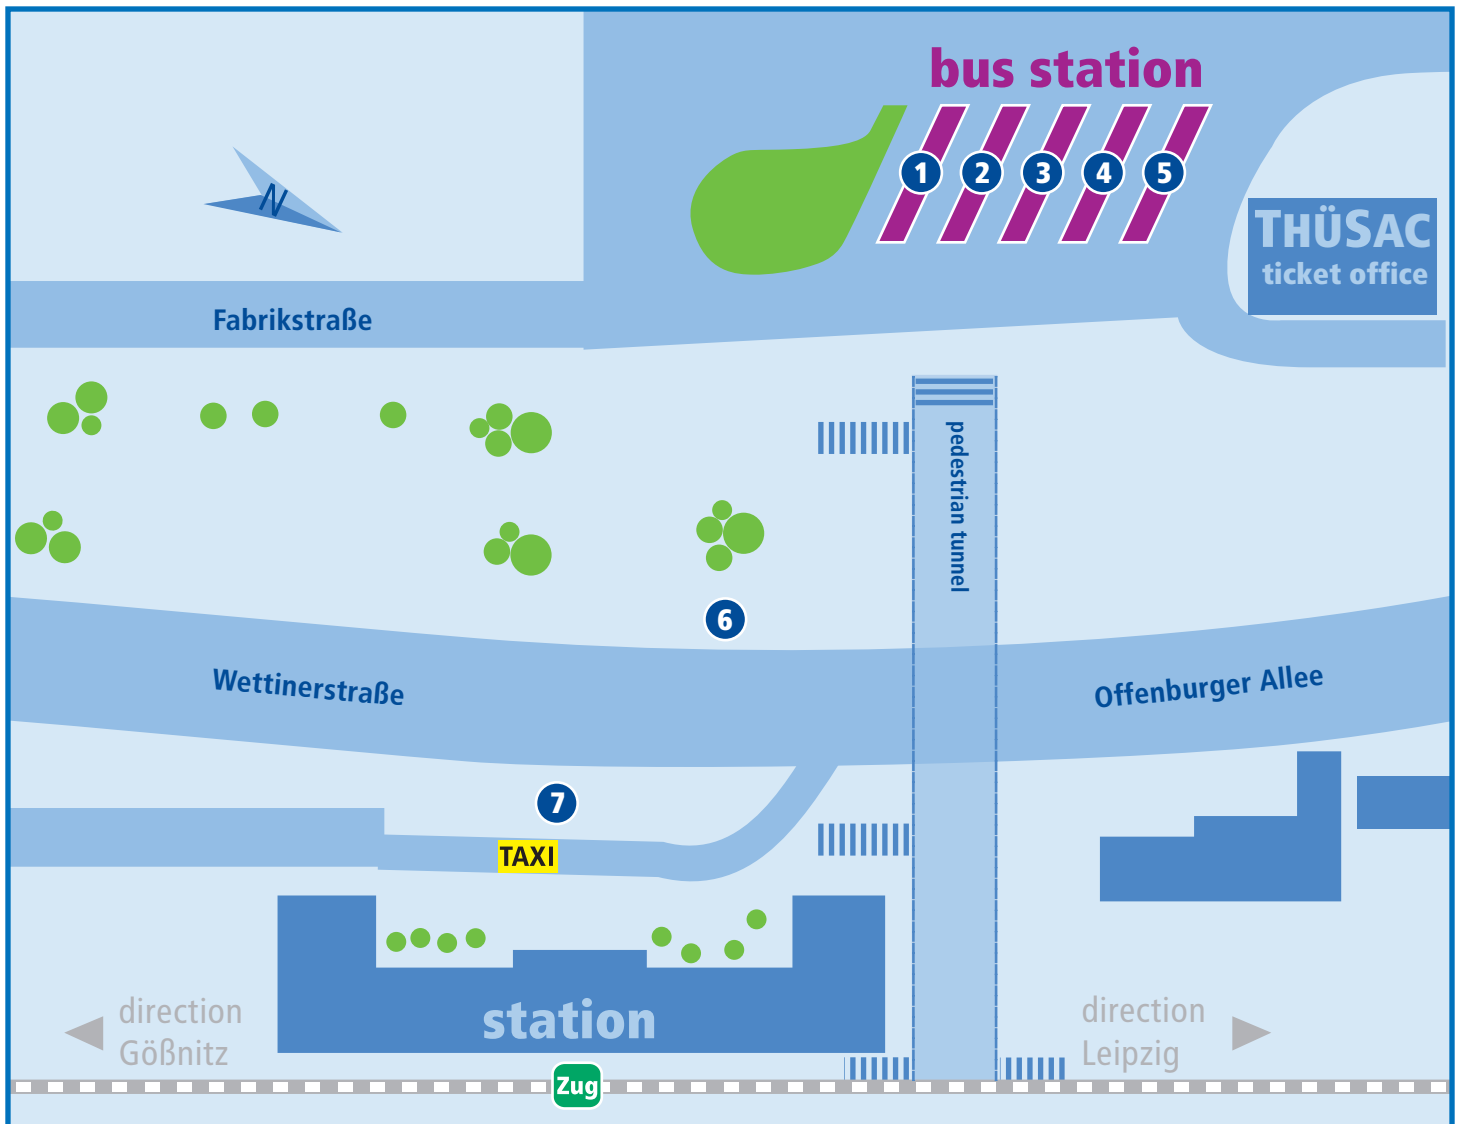 bus station
1 2 3 4 5
THÜSAC
ticket office
N
Fabrikstraße
pedestrian tunnel
6
Wettinerstraße
Offenburger Allee
7
TAXI
station
direction
Gößnitz
direction
Leipzig
Zug